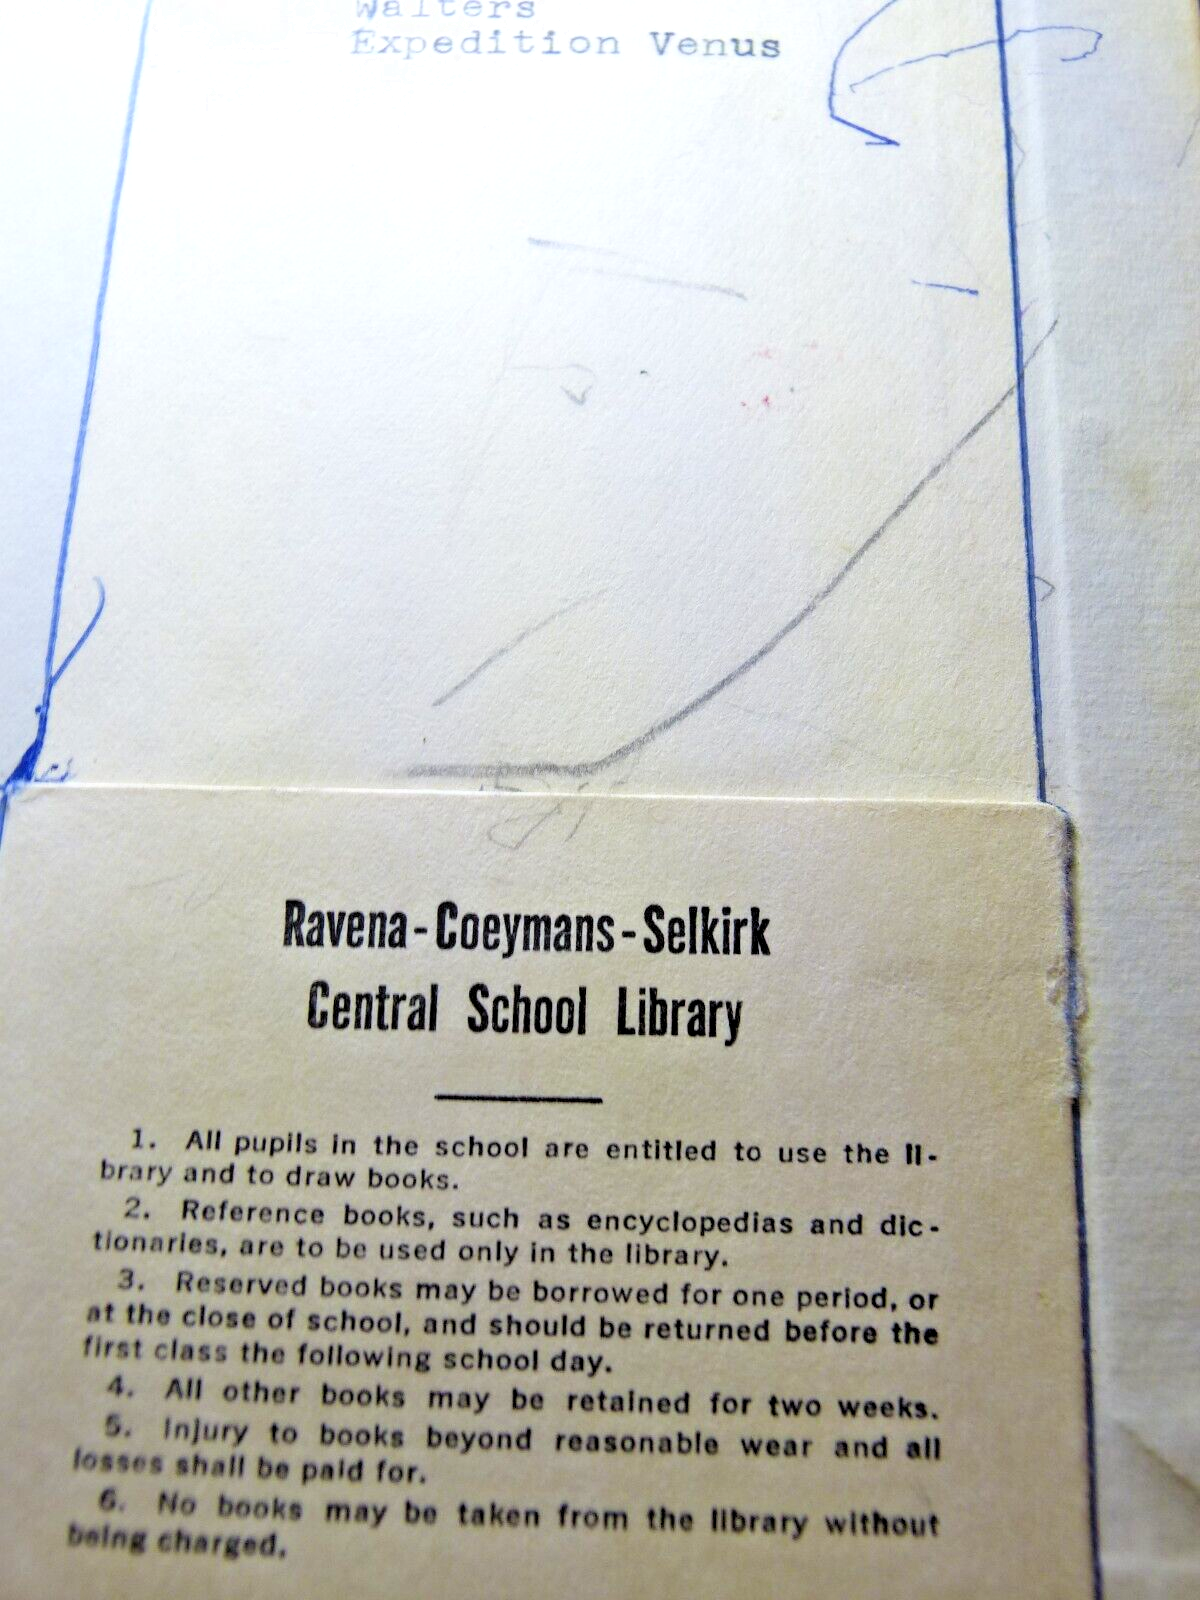 Walters
Expedition Venus
Ravena-Coeymans-Selkirk
Central School Library
1. All pupils in the school are entitled to use the li-
brary and to draw books.
2. Reference books, such as encyclopedias and dic-
tionaries, are to be used only in the library.
3. Reserved books may be borrowed for one period, or
at the close of school, and should be returned before the
first class the following school day.
4. All other books may be retained for two weeks.
5. Injury to books beyond reasonable wear and all
losses shall be paid for.
6. No books may be taken from the library without
being charged.